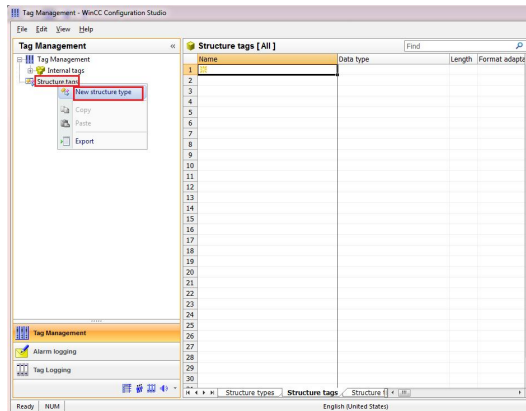 Tag Management - WinCC Configuration Studio
File Edit View Help
Tag Management «
Tag Management
Internal tags
Structure tags
New structure type
Copy
Paste
Export
Tag Management
Alarm logging
Tag Logging
Structure tags [ All ] Find
Name Data type Length Format adapta
1
2
3
4
5
6
7
8
9
10
11
12
13
14
15
16
17
18
19
20
21
22
23
24
25
26
27
28
29
30
Structure types Structure tags Structure
Ready NUM English (United States)